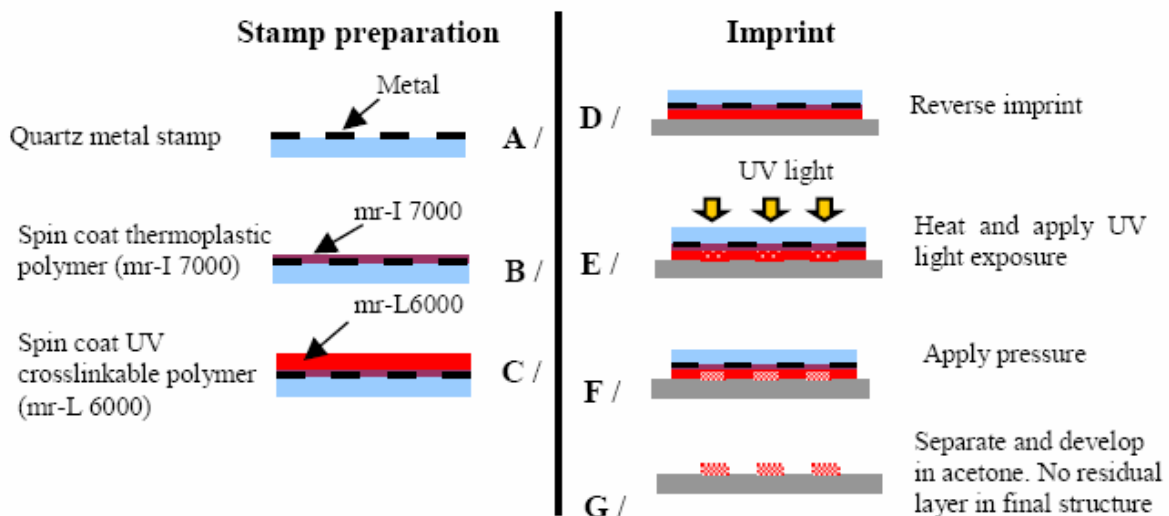 Stamp preparation
Metal
Quartz metal stamp
A /
mr-I 7000
Spin coat thermoplastic
polymer (mr-I 7000)
B /
mr-L6000
Spin coat UV
crosslinkable polymer
(mr-L 6000)
C /
Imprint
D /
Reverse imprint
UV light
E /
Heat and apply UV
light exposure
F /
Apply pressure
G /
Separate and develop
in acetone. No residual
layer in final structure